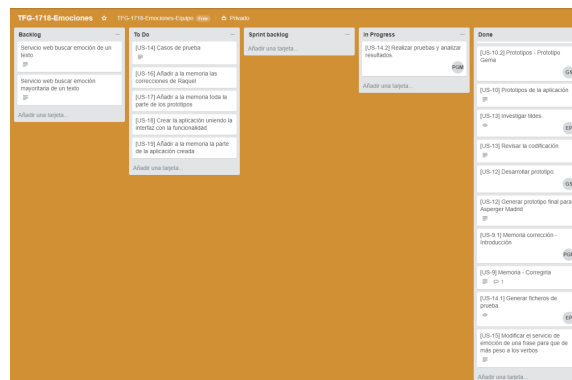 TFG-1718-Emociones
TFG-1718-Emociones-Equipo Free
Privado
Backlog
Servicio web buscar emoción de un
texto
Servicio web buscar emoción
mayoritaria de un texto
Añadir una tarjeta...
To Do
[US-14] Casos de prueba
[US-16] Añadir a la memoria las
correcciones de Raquel
[US-17] Añadir a la memoria toda la
parte de los prototipos
[US-18] Crear la aplicación uniendo la
interfaz con la funcionalidad
[US-19] Añadir a la memoria la parte
de la aplicación creada
Añadir una tarjeta...
Sprint backlog
Añadir una tarjeta...
In Progress
[US-14.2] Realizar pruebas y analizar
resultados.
PGM
Añadir una tarjeta...
Done
[US-10.2] Prototipos - Prototipo
Gema
[US-10] Prototipos de la aplicación
[US-13] Investigar tildes.
EP
[US-13] Revisar la codificación
[US-12] Desarrollar prototipo.
[US-12] Generar prototipo final para
Asperger Madrid
[US-9.1] Memoria corrección -
Introducción
[US-9] Memoria - Corregirla
1
[US-14.1] Generar ficheros de
prueba.
EP
[US-15] Modificar el servicio de
emoción de una frase para que de
más peso a los verbos
Añadir una tarjeta...